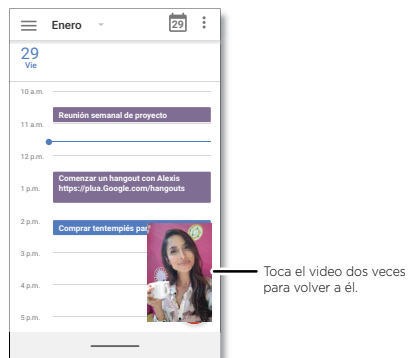 Enero
29
29
Vie
10 a.m.
Reunión semanal de proyecto
11 a.m.
12 p.m.
Comenzar un hangout con Alexis
https://plua.Google.com/hangouts
1 p.m.
2 p.m.
Comprar tentempiés
3 p.m.
4 p.m.
5 p.m.
Toca el video dos veces
para volver a él.